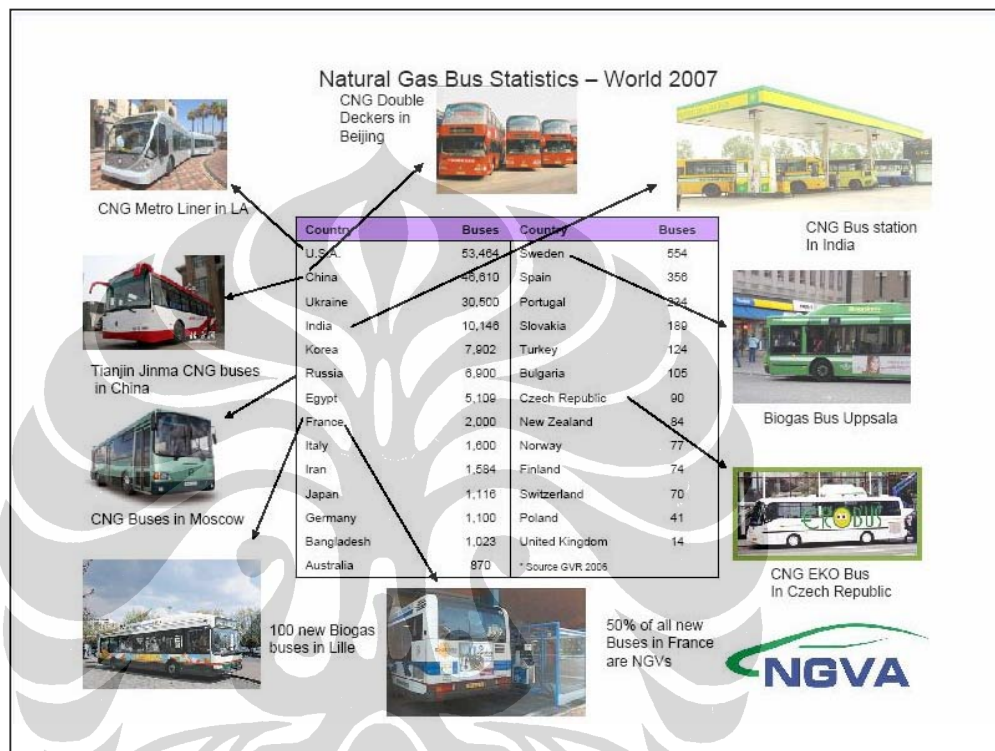 Natural Gas Bus Statistics – World 2007
CNG Double
Deckers in
Beijing
CNG Metro Liner in LA
CNG Bus station
In India
Tianjin Jinma CNG buses
in China
CNG Buses in Moscow
Country Buses Country Buses
U.S.A. 53,464 Sweden 554
China 46,610 Spain 356
Ukraine 30,500 Portugal
India 10,146 Slovakia 189
Korea 7,902 Turkey 124
Russia 6,900 Bulgaria 105
Egypt 5,109 Czech Republic 90
France 2,000 New Zealand 84
Italy 1,600 Norway 77
Iran 1,584 Finland 74
Japan 1,116 Switzerland 70
Germany 1,100 Poland 41
Bangladesh 1,023 United Kingdom 14
Australia 870 * Source GVR 2006
Biogas Bus Uppsala
EKOBUS
CNG EKO Bus
In Czech Republic
100 new Biogas
buses in Lille
50% of all new
Buses in France
are NGVs
NGVA